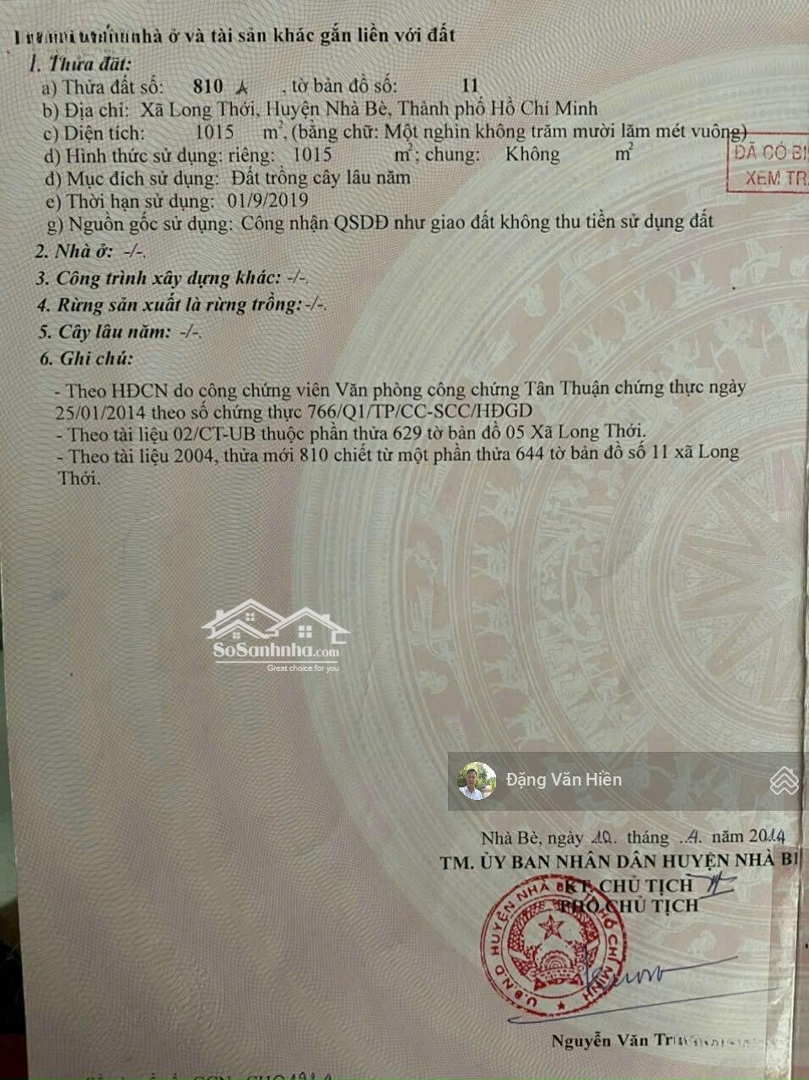 nhà ở và tài sản khác gắn liền với đất
1. Thửa đất:
a) Thửa đất số: 810 , tờ bản đồ số: 11
b) Địa chỉ: Xã Long Thới, Huyện Nhà Bè, Thành phố Hồ Chí Minh
c) Diện tích: 1015 m², (bằng chữ: Một nghìn không trăm mười lăm mét vuông)
d) Hình thức sử dụng: riêng: 1015 m²; chung: Không m²
ĐÃ CÓ
đ) Mục đích sử dụng: Đất trồng cây lâu năm
XEM
e) Thời hạn sử dụng: 01/9/2019
g) Nguồn gốc sử dụng: Công nhận QSDĐ như giao đất không thu tiền sử dụng đất
2. Nhà ở: -/-.
3. Công trình xây dựng khác: -/-.
4. Rừng sản xuất là rừng trồng: -/-.
5. Cây lâu năm: -/-.
6. Ghi chú:
- Theo HĐCN do công chứng viên Văn phòng công chứng Tân Thuận chứng thực ngày
25/01/2014 theo số chứng thực 766/Q1/TP/CC-SCC/HĐGD
- Theo tài liệu 02/CT-UB thuộc phần thửa 629 tờ bản đồ 05 Xã Long Thới.
- Theo tài liệu 2004, thửa mới 810 chiết từ một phần thửa 644 tờ bản đồ số 11 xã Long
Thới.
SoSanhnha.com
Great choice for you
Đặng Văn Hiền
Nhà Bè, ngày 10 tháng 4 năm 2014
TM. ỦY BAN NHÂN DÂN HUYỆN NHÀ
KT. CHỦ TỊCH
PHÓ CHỦ TỊCH
U.B.N.D HUYỆN NHÀ BÈ T.P HỒ CHÍ MINH
Nguyễn Văn